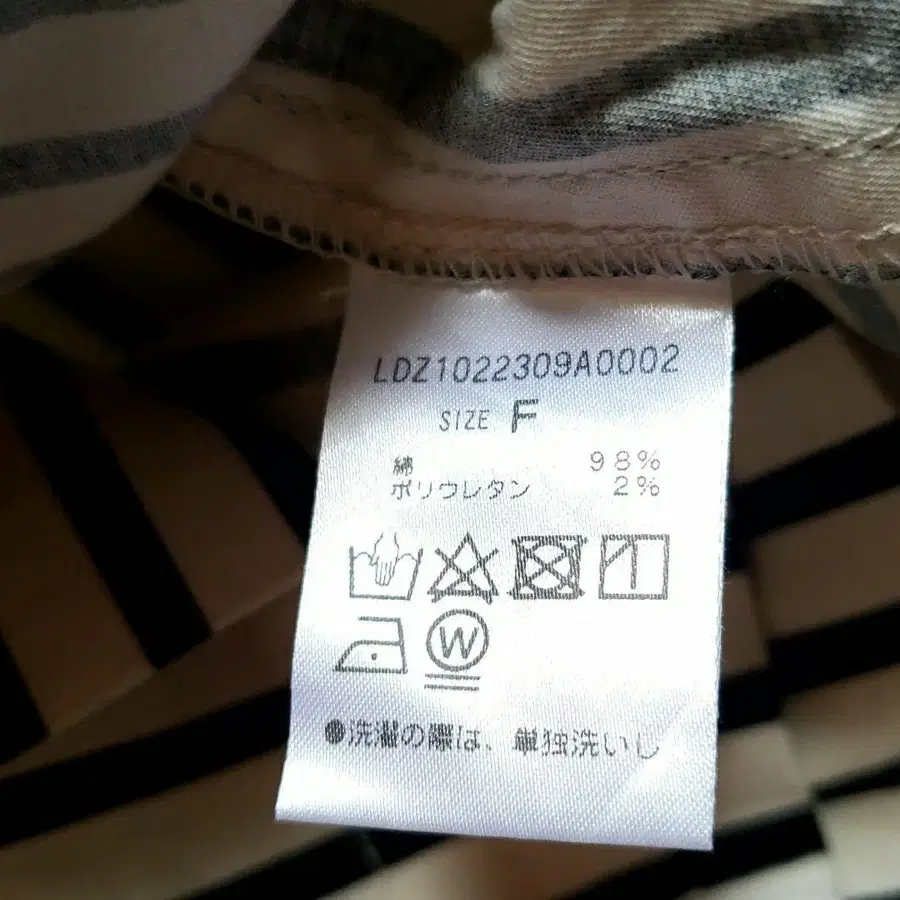 LDZ1022309A0002
SIZE F
綿 98%
ポリウレタン 2%
W
●洗濯の際は、単独洗いし